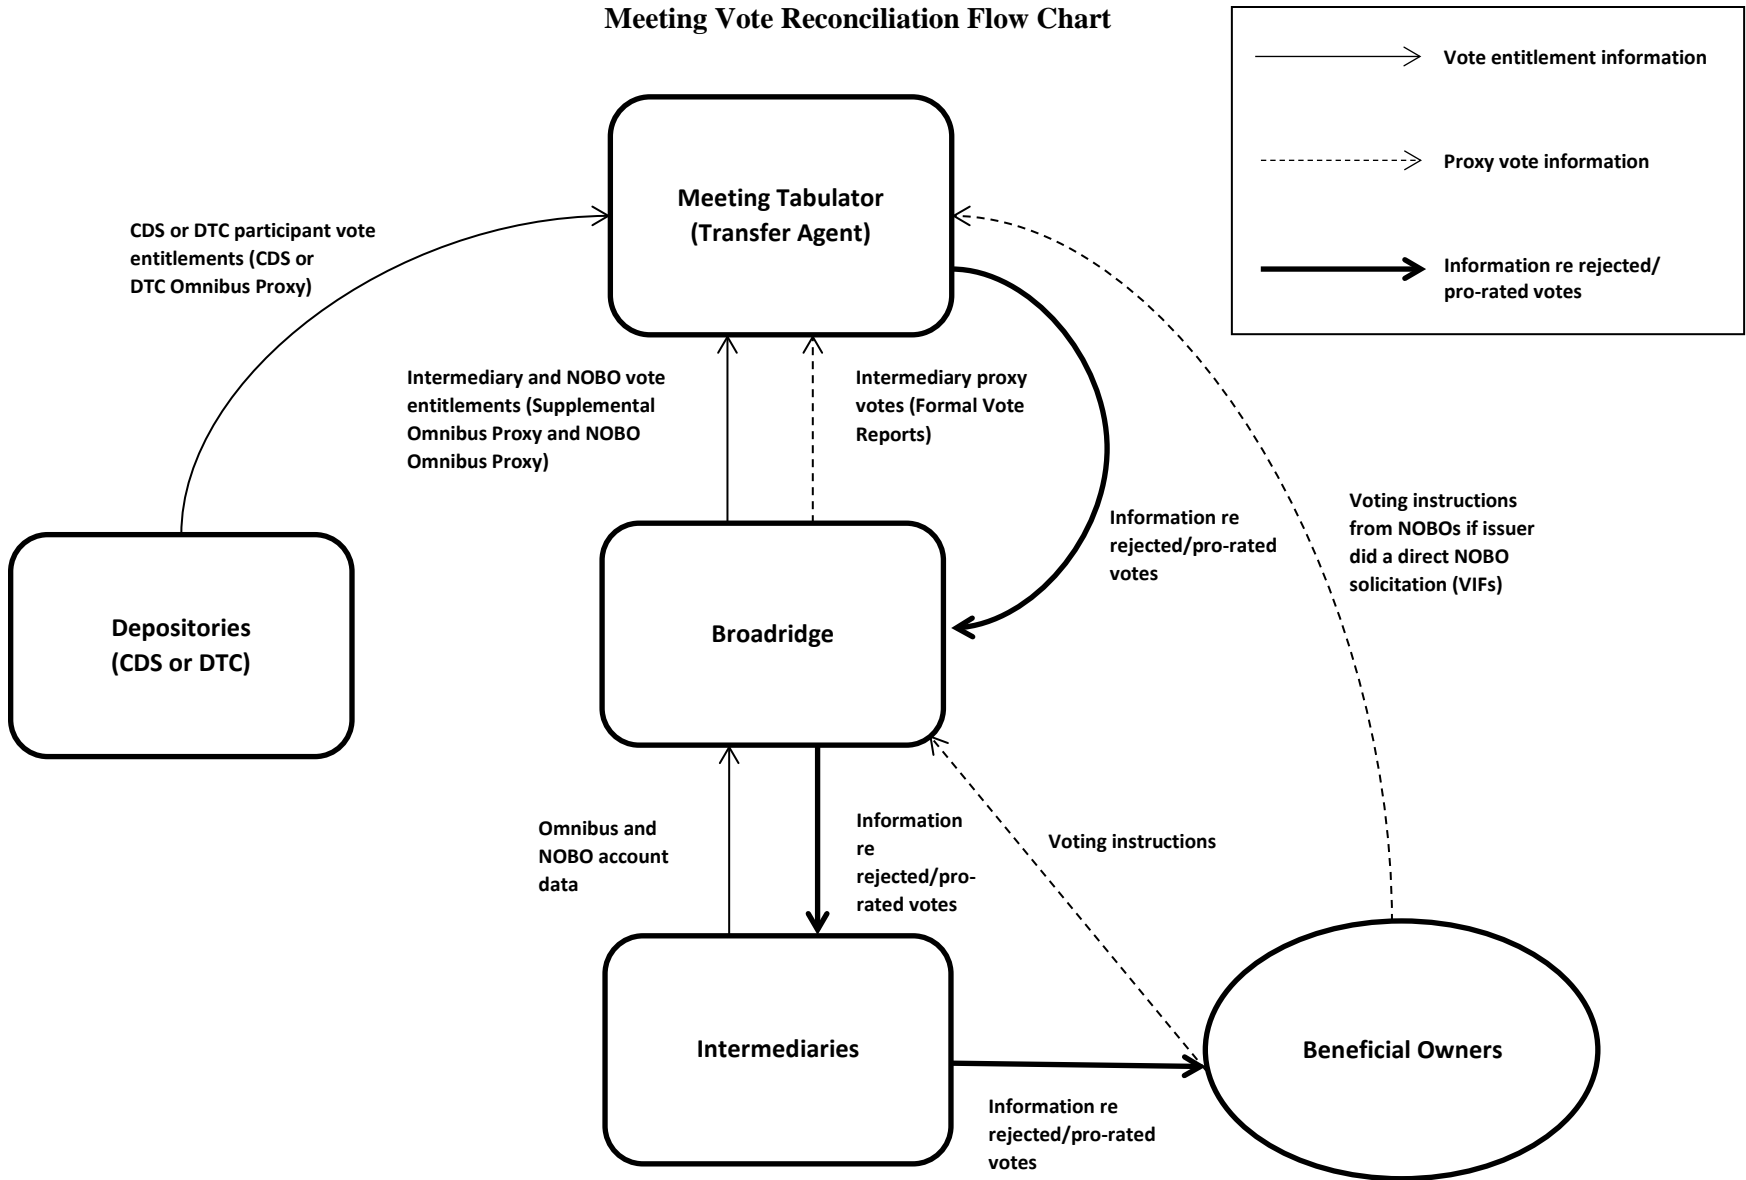 Meeting Vote Reconciliation Flow Chart
Vote entitlement information
Proxy vote information
Information re rejected/
pro-rated votes
Meeting Tabulator
(Transfer Agent)
CDS or DTC participant vote
entitlements (CDS or
DTC Omnibus Proxy)
Intermediary and NOBO vote
entitlements (Supplemental
Omnibus Proxy and NOBO
Omnibus Proxy)
Intermediary proxy
votes (Formal Vote
Reports)
Information re
rejected/pro-rated
votes
Voting instructions
from NOBOs if issuer
did a direct NOBO
solicitation (VIFs)
Depositories
(CDS or DTC)
Broadridge
Omnibus and
NOBO account
data
Information
re
rejected/pro-
rated votes
Voting instructions
Intermediaries
Beneficial Owners
Information re
rejected/pro-rated
votes